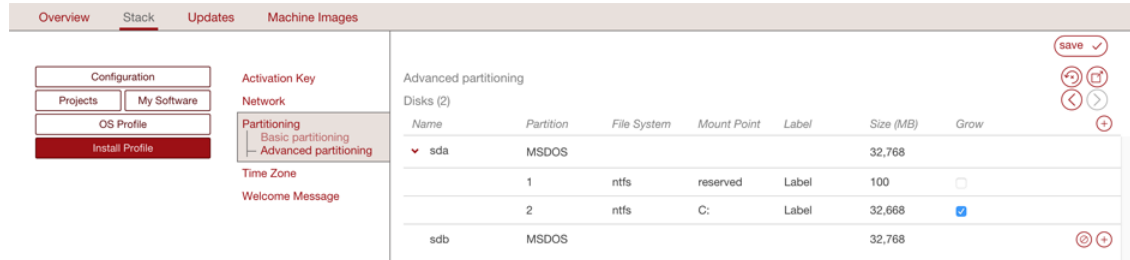 Overview Stack Updates Machine Images
save
Configuration
Projects My Software
OS Profile
Install Profile
Activation Key
Network
Partitioning
Basic partitioning
Advanced partitioning
Time Zone
Welcome Message
Advanced partitioning
Disks (2)
Name Partition File System Mount Point Label Size (MB) Grow
sda MSDOS 32,768
1 ntfs reserved Label 100
2 ntfs C: Label 32,668
sdb MSDOS 32,768